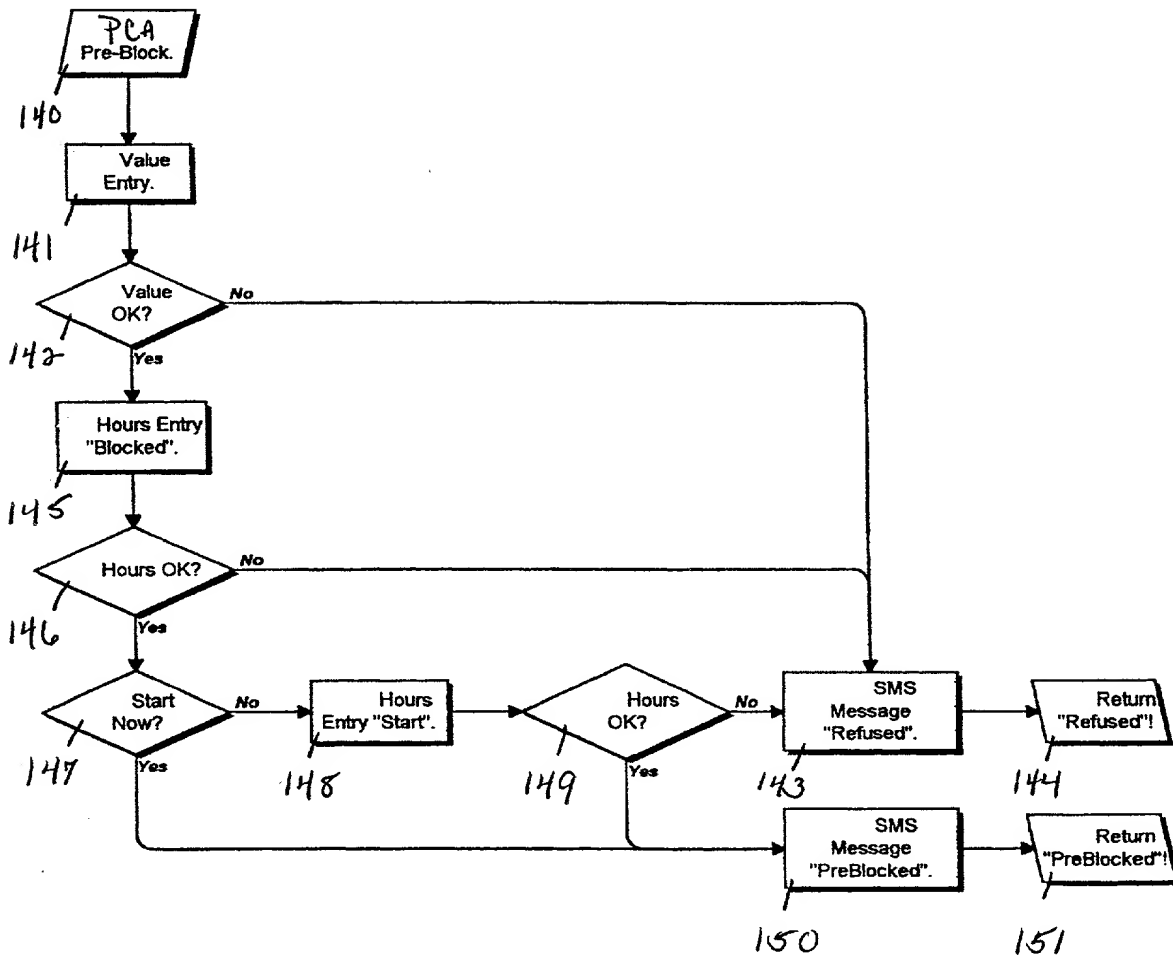 PCA
Pre-Block.
140
Value
Entry.
141
Value
OK?
No
142
Yes
Hours Entry
"Blocked".
145
Hours OK?
No
146
Yes
Start
Now?
No
Hours
Entry "Start".
Hours
OK?
No
SMS
Message
"Refused".
Return
"Refused"!
147
Yes
148
149
Yes
143
144
SMS
Message
"PreBlocked".
Return
"PreBlocked"!
150
151